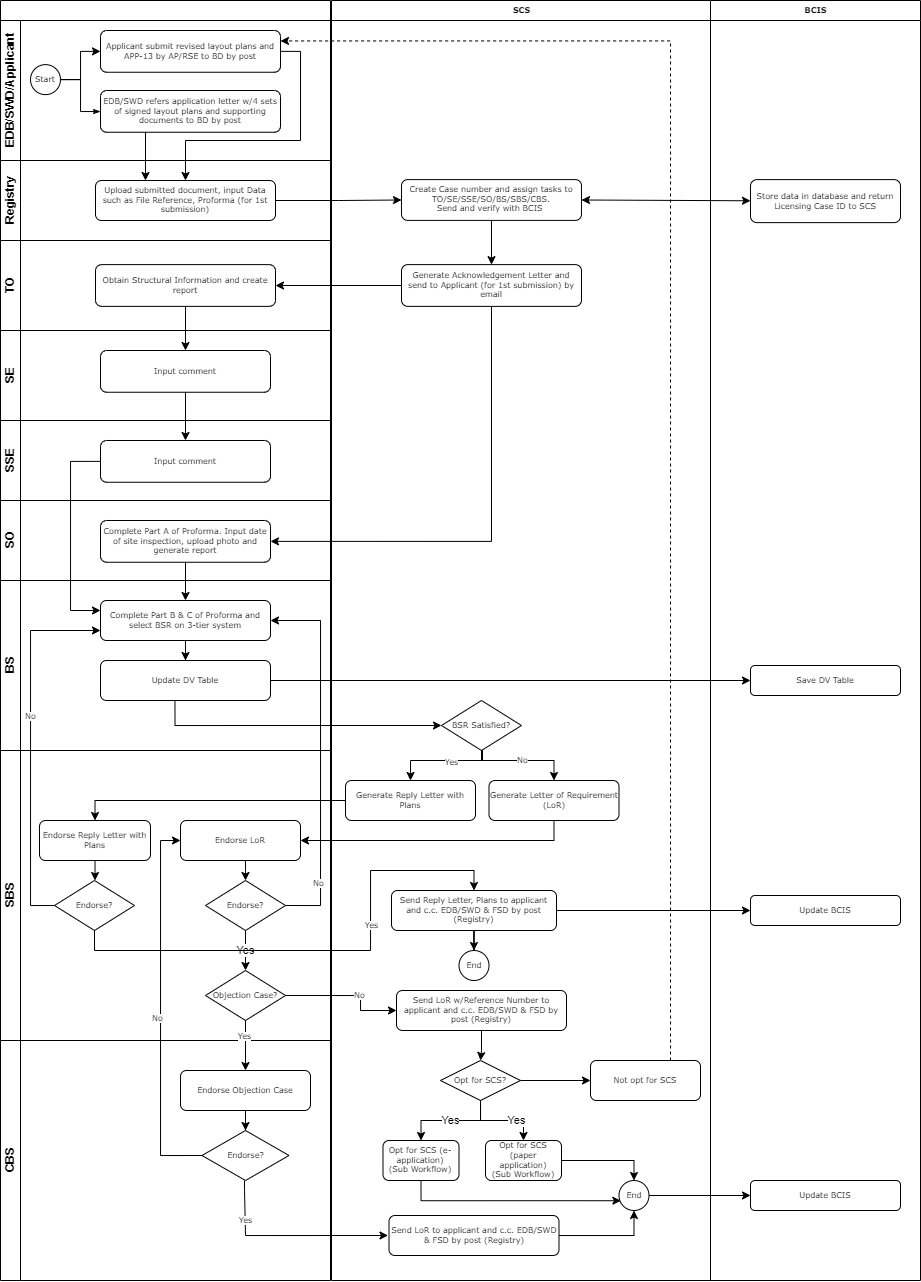 SCS
BCIS
EDB/SWD/Applicant
Start
Applicant submit revised layout plans and
APP-13 by AP/RSE to BD by post
EDB/SWD refers application letter w/4 sets
of signed layout plans and supporting
documents to BD by post
Registry
Upload submitted document, input Data
such as File Reference, Proforma (for 1st
submission)
Create Case number and assign tasks to
TO/SE/SSE/SO/BS/SBS/CBS.
Send and verify with BCIS
Store data in database and return
Licensing Case ID to SCS
TO
Obtain Structural Information and create
report
Generate Acknowledgement Letter and
send to Applicant (for 1st submission) by
email
SE
Input comment
SSE
Input comment
SO
Complete Part A of Proforma. Input date
of site inspection, upload photo and
generate report
BS
Complete Part B & C of Proforma and
select BSR on 3-tier system
Update DV Table
Save DV Table
No
BSR Satisfied?
Yes
No
SBS
Generate Reply Letter with
Plans
Generate Letter of Requirement
(LoR)
Endorse Reply Letter with
Plans
Endorse LoR
No
Endorse?
Endorse?
Yes
Send Reply Letter, Plans to applicant
and c.c. EDB/SWD & FSD by post
(Registry)
Update BCIS
Yes
End
Objection Case?
No
Send LoR w/Reference Number to
applicant and c.c. EDB/SWD & FSD by
post (Registry)
No
Yes
CBS
Endorse Objection Case
Opt for SCS?
Not opt for SCS
Yes
Yes
Endorse?
Opt for SCS (e-
application)
(Sub Workflow)
Opt for SCS
(paper
application)
(Sub Workflow)
End
Update BCIS
Yes
Send LoR to applicant and c.c. EDB/SWD
& FSD by post (Registry)